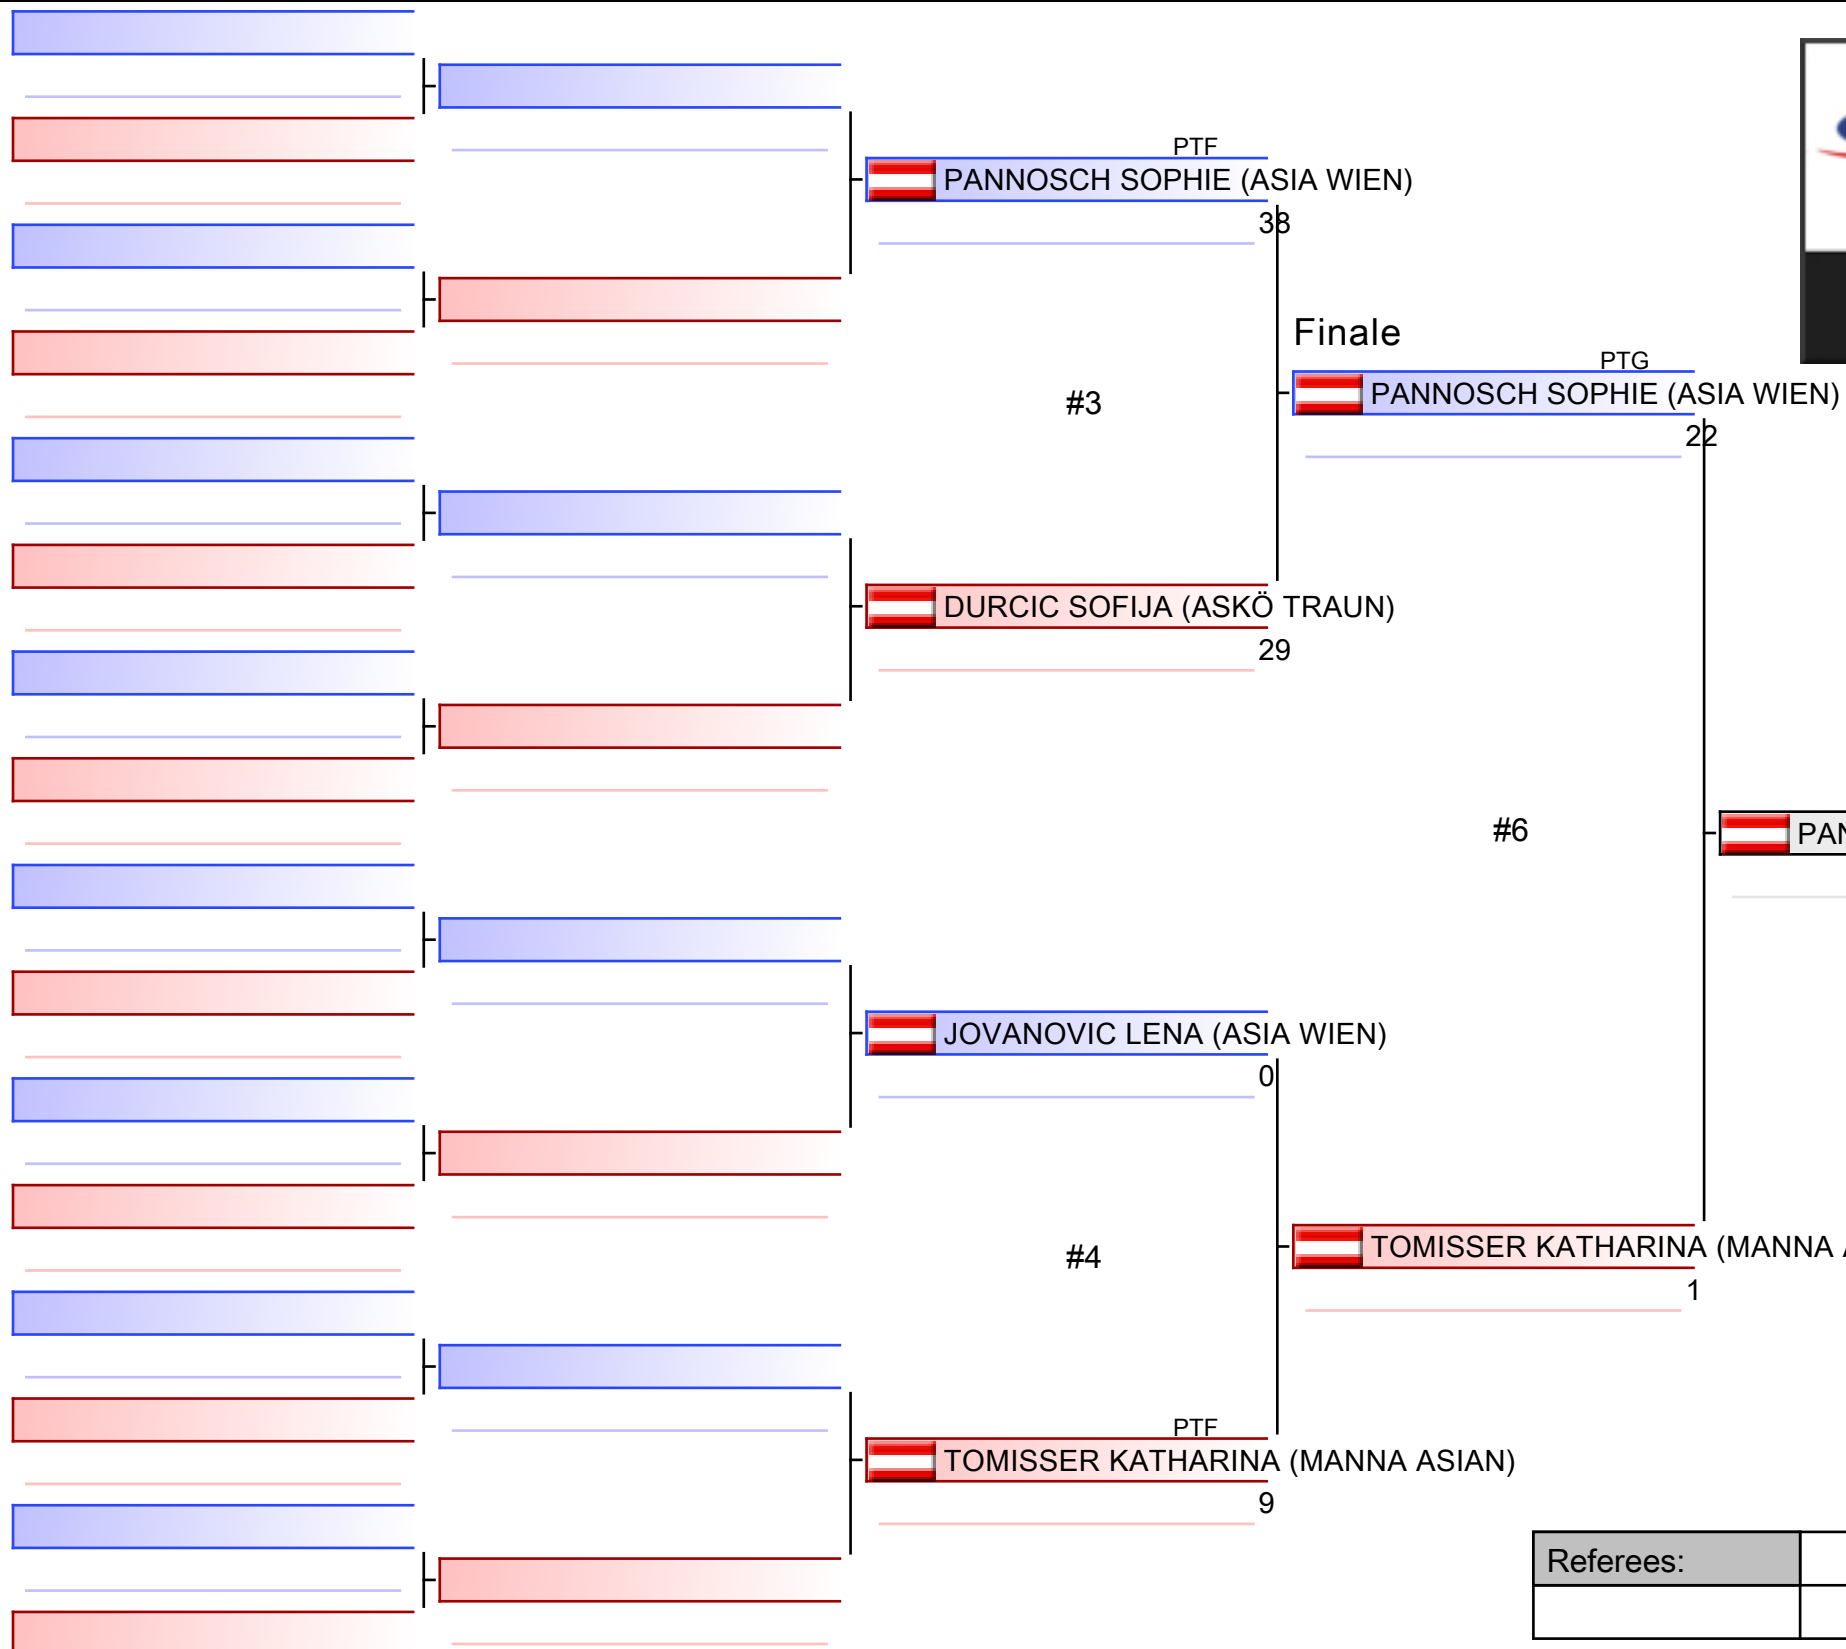 PTF
PANNOSCH SOPHIE (ASIA WIEN)
38
Finale
PTG
#3
PANNOSCH SOPHIE (ASIA WIEN)
22
DURCIC SOFIJA (ASKÖ TRAUN)
29
#6
PAN
JOVANOVIC LENA (ASIA WIEN)
0
#4
TOMISSER KATHARINA (MANNA
1
PTF
TOMISSER KATHARINA (MANNA ASIAN)
9
Referees: